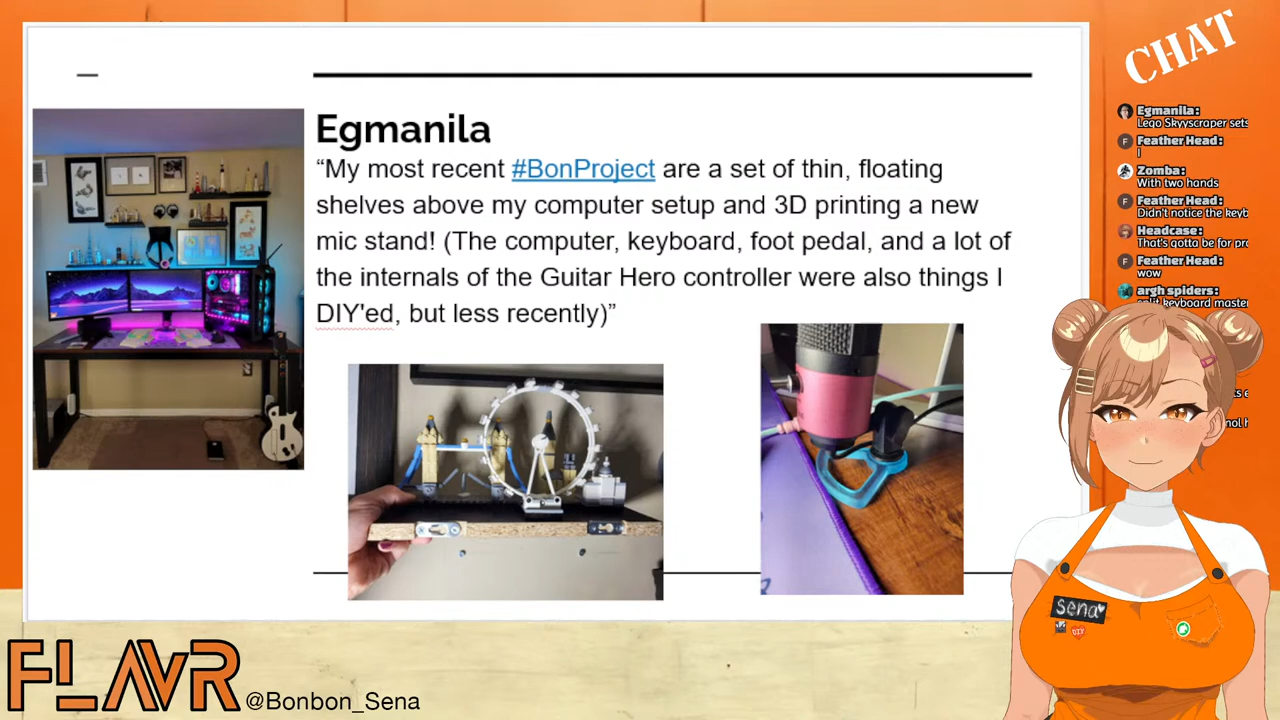 CHAT
Egmanila
“My most recent #BonProject are a set of thin, floating
shelves above my computer setup and 3D printing a new
mic stand! (The computer, keyboard, foot pedal, and a lot of
the internals of the Guitar Hero controller were also things I
DIY'ed, but less recently)”
Egmanila:
Lego Skyyscraper sets
Feather Head:
Zomba:
With two hands
Feather Head:
Didn't notice the
Headcase:
That's gotta be for
Feather Head:
wow
argh spiders:
split keyboard
sena
DIY
FLAVR
@Bonbon_Sena